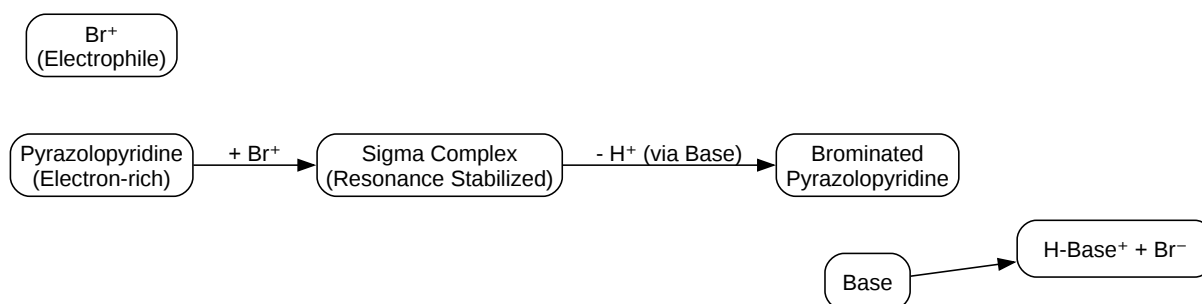 Br⁺
(Electrophile)
Pyrazolopyridine
(Electron-rich)
+ Br⁺
Sigma Complex
(Resonance Stabilized)
- H⁺ (via Base)
Brominated
Pyrazolopyridine
Base
H-Base⁺ + Br⁻